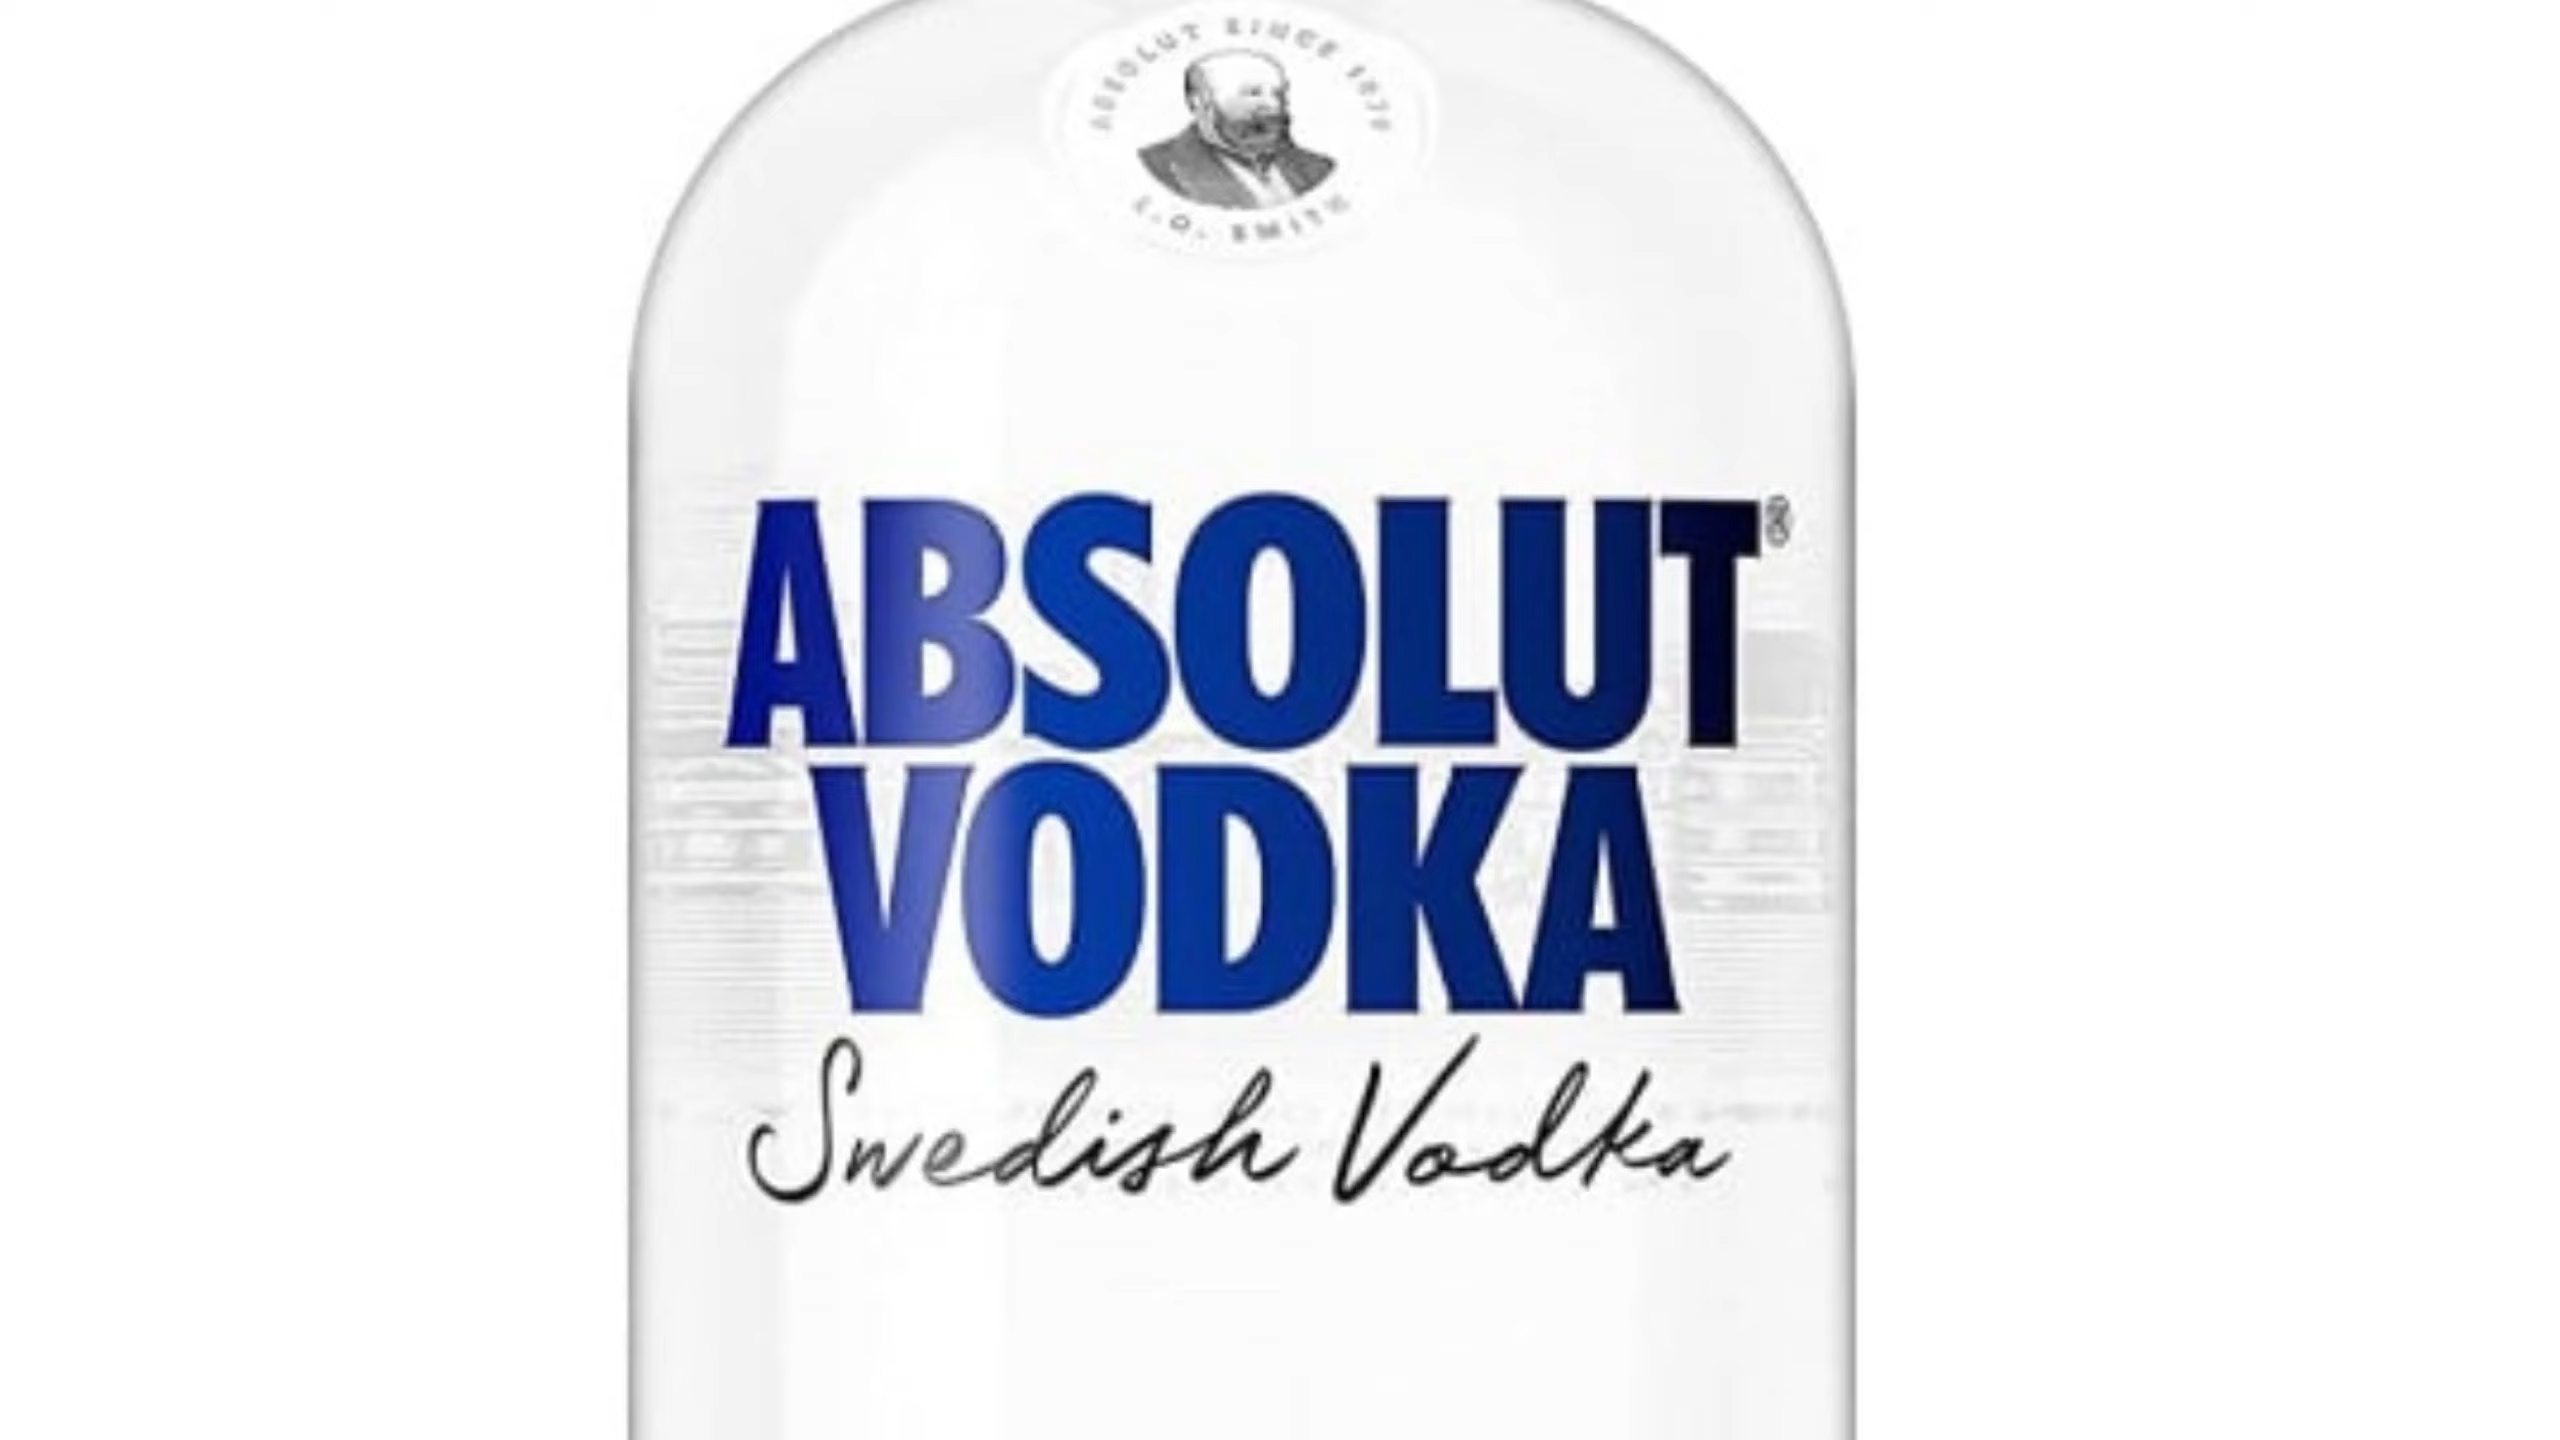 ABSOLUT SINCE 1879
L.O. SMITH
ABSOLUT®
VODKA
Swedish Vodka